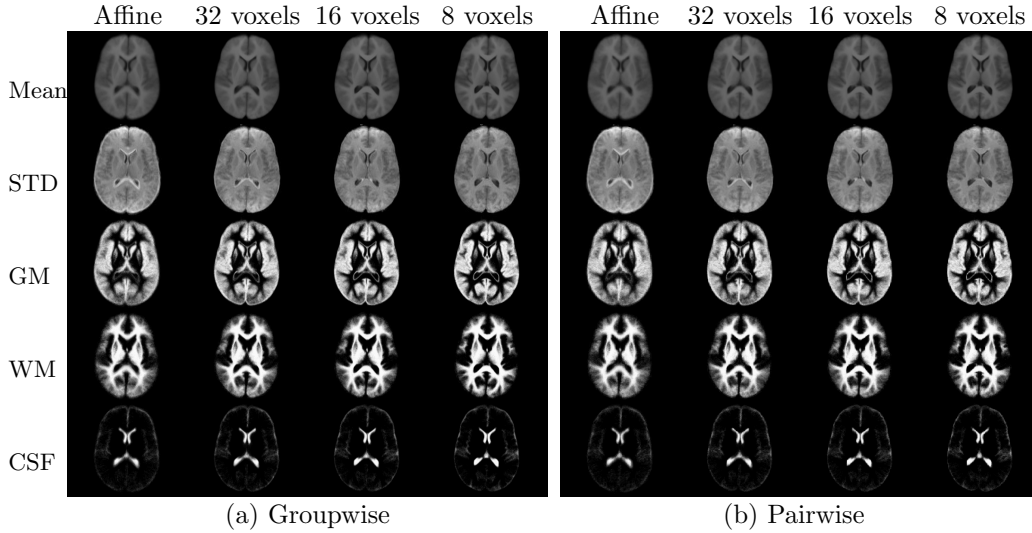 Affine 32 voxels 16 voxels 8 voxels Affine 32 voxels 16 voxels 8 voxels
Mean
STD
GM
WM
CSF
(a) Groupwise (b) Pairwise